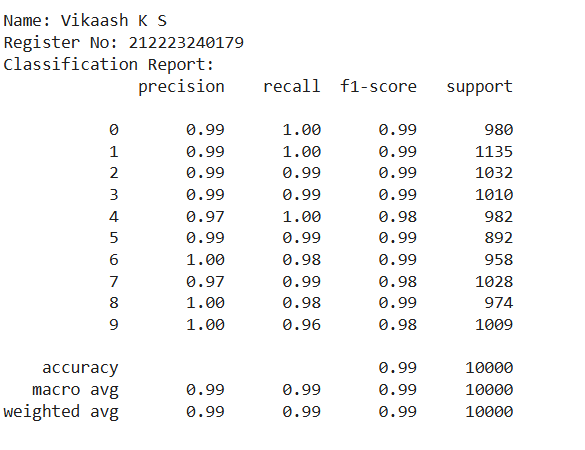 Name: Vikaash K S
Register No: 212223240179
Classification Report:
              precision    recall  f1-score   support

           0       0.99      1.00      0.99       980
           1       0.99      1.00      0.99      1135
           2       0.99      0.99      0.99      1032
           3       0.99      0.99      0.99      1010
           4       0.97      1.00      0.98       982
           5       0.99      0.99      0.99       892
           6       1.00      0.98      0.99       958
           7       0.97      0.99      0.98      1028
           8       1.00      0.98      0.99       974
           9       1.00      0.96      0.98      1009

    accuracy                           0.99     10000
   macro avg       0.99      0.99      0.99     10000
weighted avg       0.99      0.99      0.99     10000